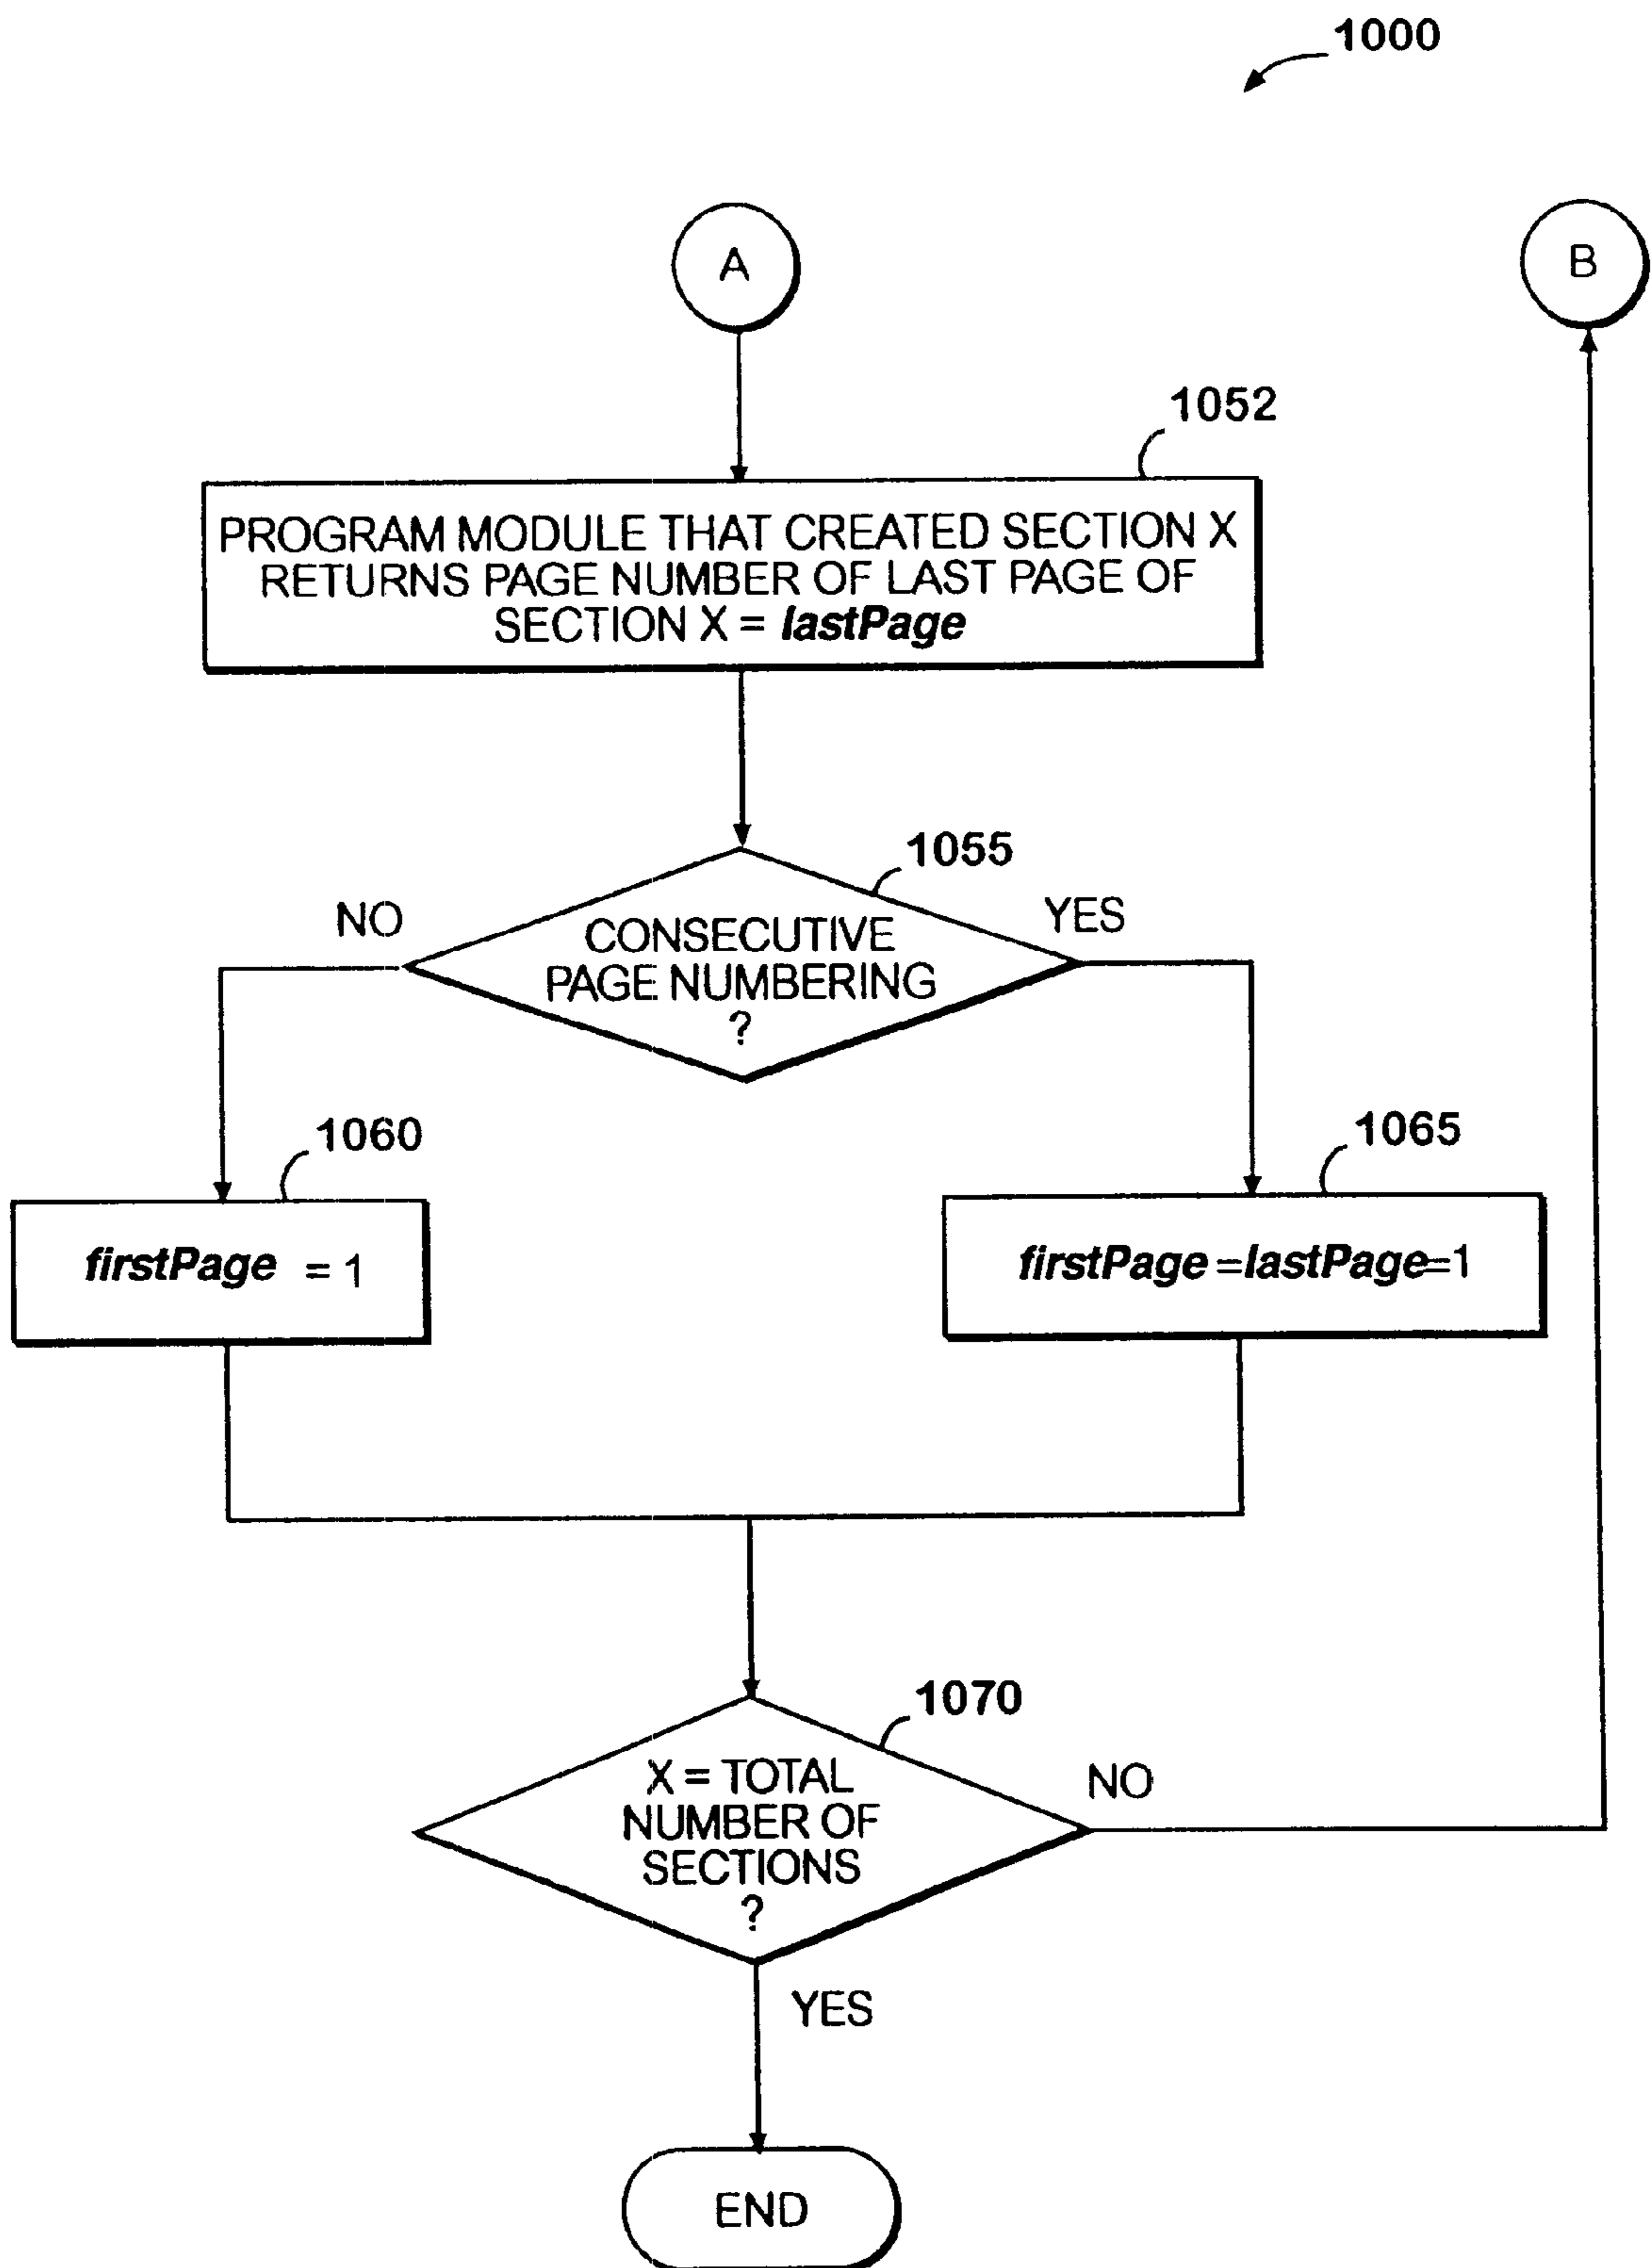 1000
A
B
1052
PROGRAM MODULE THAT CREATED SECTION X
RETURNS PAGE NUMBER OF LAST PAGE OF
SECTION X = lastPage
1055
NO
YES
CONSECUTIVE
PAGE NUMBERING
?
1060
1065
firstPage = 1
firstPage =lastPage=1
1070
X = TOTAL
NUMBER OF
SECTIONS
?
NO
YES
END